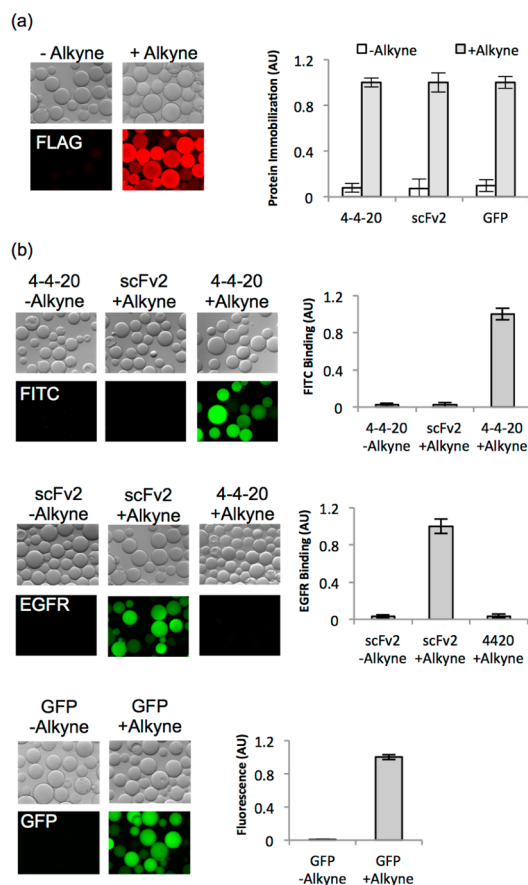 (a)
- Alkyne + Alkyne
FLAG
-Alkyne +Alkyne
Protein Immobilization (AU)
1.2
0.8
0.4
0
4-4-20 scFv2 GFP
(b)
4-4-20 scFv2 4-4-20
-Alkyne +Alkyne +Alkyne
FITC
FITC Binding (AU)
1.2
0.8
0.4
0
4-4-20 scFv2 4-4-20
-Alkyne +Alkyne +Alkyne
scFv2 scFv2 4-4-20
-Alkyne +Alkyne +Alkyne
EGFR
EGFR Binding (AU)
1.2
0.8
0.4
0
scFv2 scFv2 4420
-Alkyne +Alkyne +Alkyne
GFP GFP
-Alkyne +Alkyne
GFP
Fluorescence (AU)
1.2
0.8
0.4
0
GFP GFP
-Alkyne +Alkyne